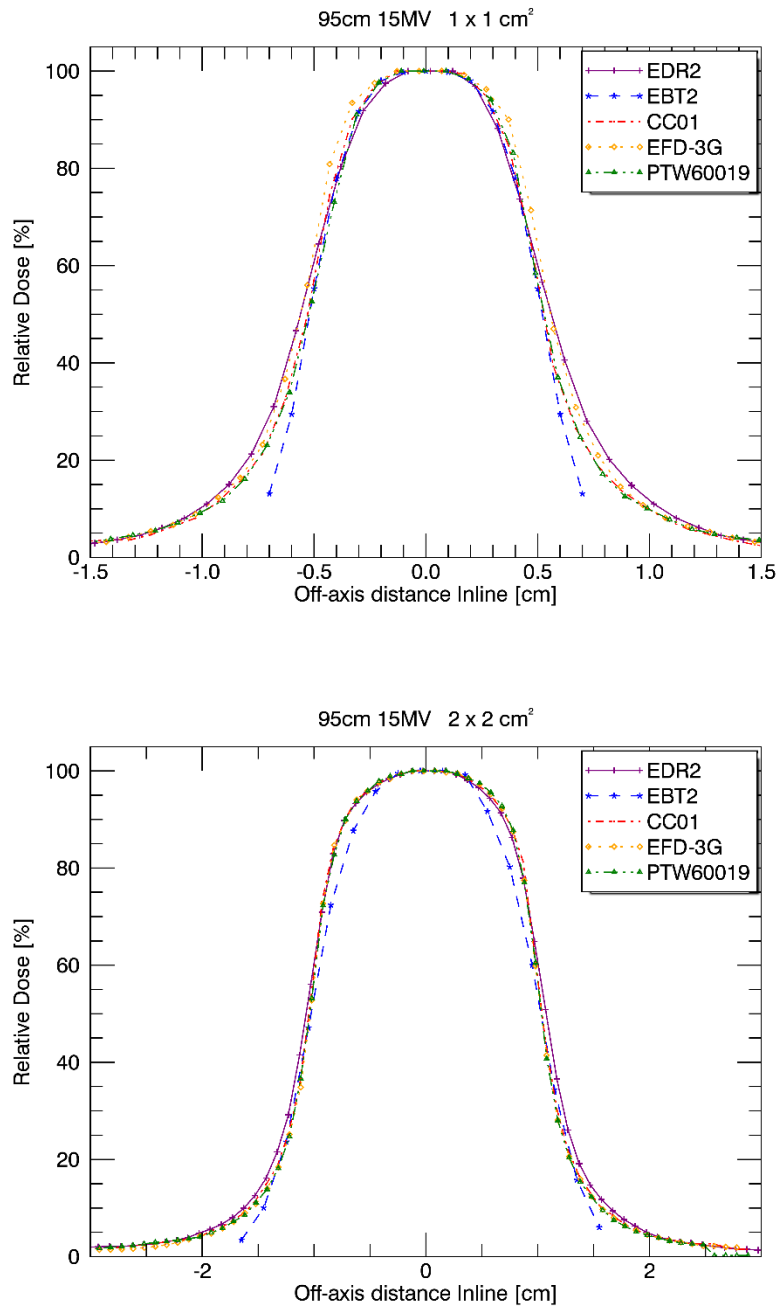 95cm 15MV 1 x 1 cm²
EDR2
EBT2
CC01
EFD-3G
PTW60019
Relative Dose [%]
100
80
60
40
20
0
-1.5 -1.0 -0.5 0.0 0.5 1.0 1.5
Off-axis distance Inline [cm]
95cm 15MV 2 x 2 cm²
EDR2
EBT2
CC01
EFD-3G
PTW60019
Relative Dose [%]
100
80
60
40
20
0
-2 0 2
Off-axis distance Inline [cm]